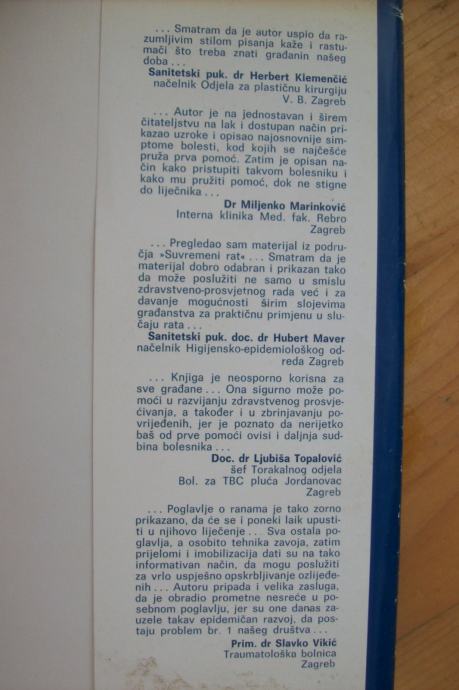 ... Smatram da je autor uspio da ra-
zumljivim stilom pisanja kaže i rastu-
mači što treba znati građanin našeg
doba ...
Sanitetski puk. dr Herbert Klemenčić
načelnik Odjela za plastičnu kirurgiju
V. B. Zagreb
... Autor je na jednostavan i širem
čitateljstvu na lak i dostupan način pri-
kazao uzroke i opisao najosnovnije sim-
ptome bolesti, kod kojih se najčešće
pruža prva pomoć. Zatim je opisan na-
čin kako pristupiti takvom bolesniku i
kako mu pružiti pomoć, dok ne stigne
do liječnika ...
Dr Miljenko Marinković
Interna klinika Med. fak. Rebro
Zagreb
... Pregledao sam materijal iz podru-
čja »Suvremeni rat« ... Smatram da je
materijal dobro odabran i prikazan tako
da može poslužiti ne samo u smislu
zdravstveno-prosvjetnog rada već i za
davanje mogućnosti širim slojevima
građanstva za praktičnu primjenu u slu-
čaju rata ...
Sanitetski puk. doc. dr Hubert Maver
načelnik Higijensko-epidemiološkog od-
reda Zagreb
... Knjiga je neosporno korisna za
sve građane ... Ona sigurno može po-
moći u razvijanju zdravstvenog prosvje-
ćivanja, a također i u zbrinjavanju po-
vrijeđenih, jer je poznato da nerijetko
baš od prve pomoći ovisi i daljnja sud-
bina bolesnika ...
Doc. dr Ljubiša Topalović
šef Torakalnog odjela
Bol. za TBC pluća Jordanovac
Zagreb
... Poglavlje o ranama je tako zorno
prikazano, da će se i poneki laik upusti-
ti u njihovo liječenje .. Sva ostala po-
glavlja, a osobito tehnika zavoja, zatim
prijelomi i imobilizacija dati su na tako
informativan način, da mogu poslužiti
za vrlo uspješno opskrbljivanje ozlijeđe-
nih ... Autoru pripada i velika zasluga,
da je obradio prometne nesreće u po-
sebnom poglavlju, jer su one danas za-
uzele takav epidemičan razvoj, da pos-
taju problem br. 1 našeg društva ...
Prim. dr Slavko Vikić
Traumatološka bolnica
Zagreb